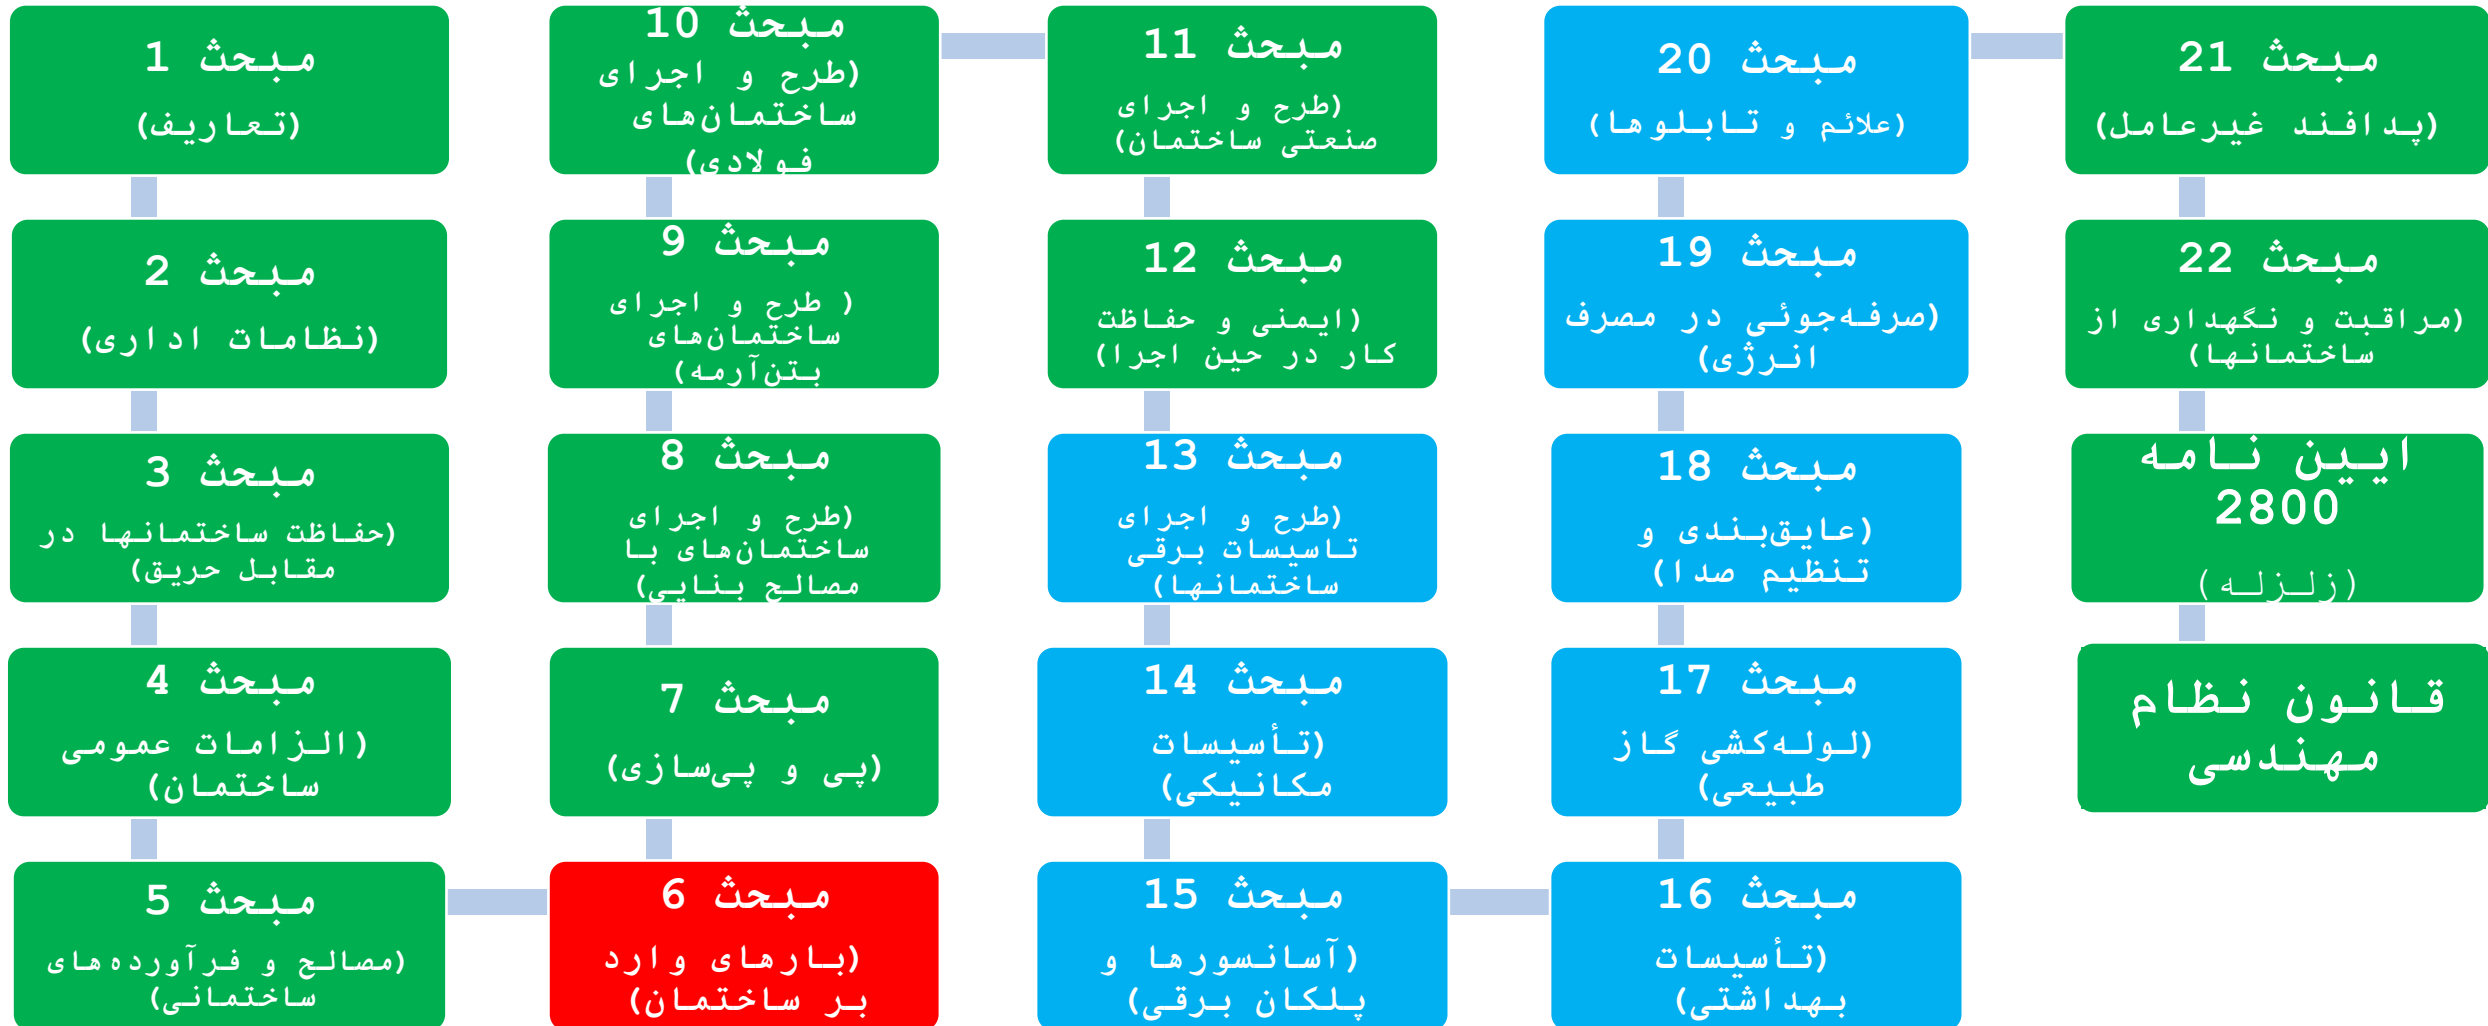 مبحث 1
(تعاریف)
مبحث 2
(نظامات اداری)
مبحث 3
(حفاظت ساختمانها در
مقابل حریق)
مبحث 4
(الزامات عمومی
ساختمان)
مبحث 5
(مصالح و فرآورده‌های
ساختمانی)
مبحث 6
(بارهای وارد
بر ساختمان)
مبحث 7
(پی و پی‌سازی)
مبحث 8
(طرح و اجرای
ساختمان‌های با
مصالح بنایی)
مبحث 9
( طرح و اجرای
ساختمان‌های
بتن‌آرمه)
مبحث 10
(طرح و اجرای
ساختمان‌های
فولادی)
مبحث 11
(طرح و اجرای
صنعتی ساختمان)
مبحث 12
(ایمنی و حفاظت
کار در حین اجرا)
مبحث 13
(طرح و اجرای
تاسیسات برقی
ساختمانها)
مبحث 14
(تأسیسات
مکانیکی)
مبحث 15
(آسانسورها و
پلکان برقی)
مبحث 16
(تأسیسات
بهداشتی)
مبحث 17
(لوله‌کشی گاز
طبیعی)
مبحث 18
(عایق‌بندی و
تنظیم صدا)
مبحث 19
(صرفه‌جوئی در مصرف
انرژی)
مبحث 20
(علائم و تابلوها)
مبحث 21
(پدافند غیرعامل)
مبحث 22
(مراقبت و نگهداری از
ساختمانها)
ایین نامه
2800
(زلزله)
قانون نظام
مهندسی